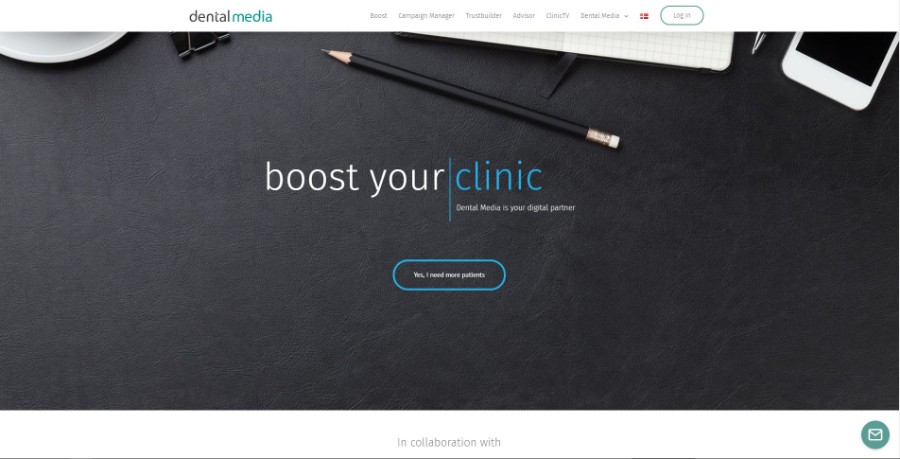 dentalmedia
Boost Campaign Manager Trustbuilder Advisor ClinicTV Dental Media Log in
boost your clinic
Dental Media is your digital partner
Yes, I need more patients
In collaboration with